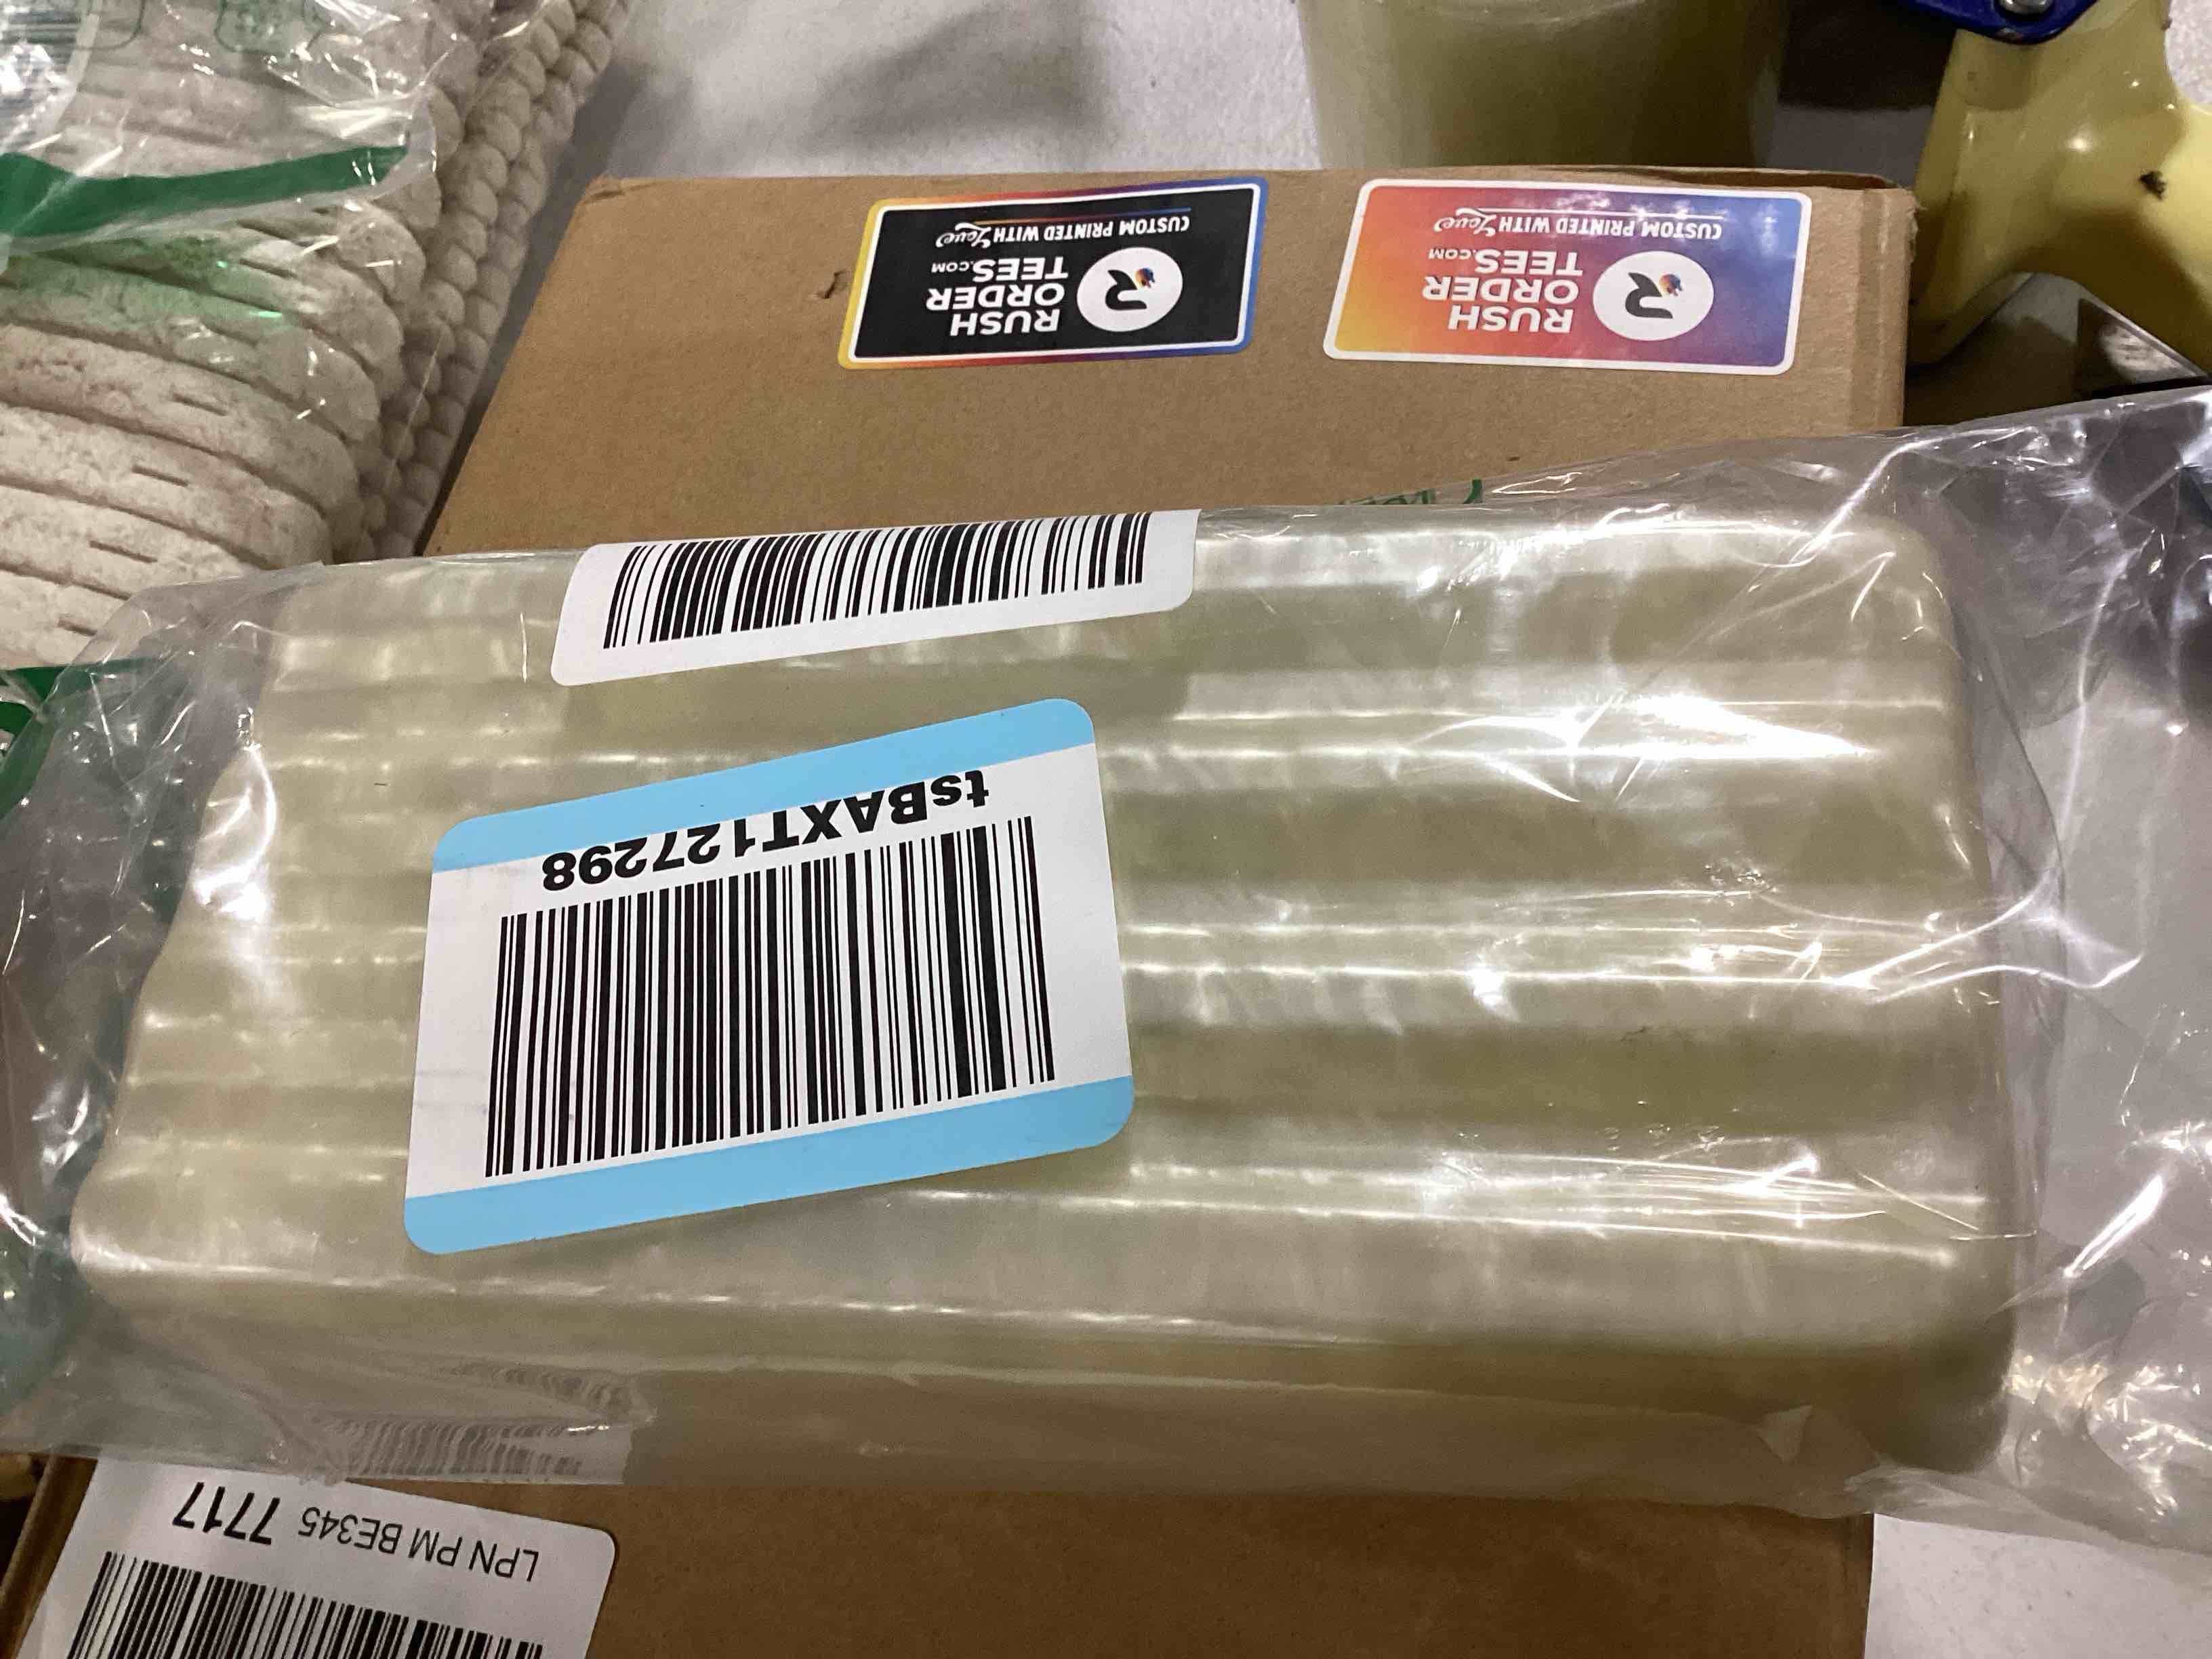 RUSH
ORDER
TEES.COM
CUSTOM PRINTED WITH Love
RUSH
ORDER
TEES.COM
CUSTOM PRINTED WITH Love
tsBAXT127298
LPN PM BE345 7717